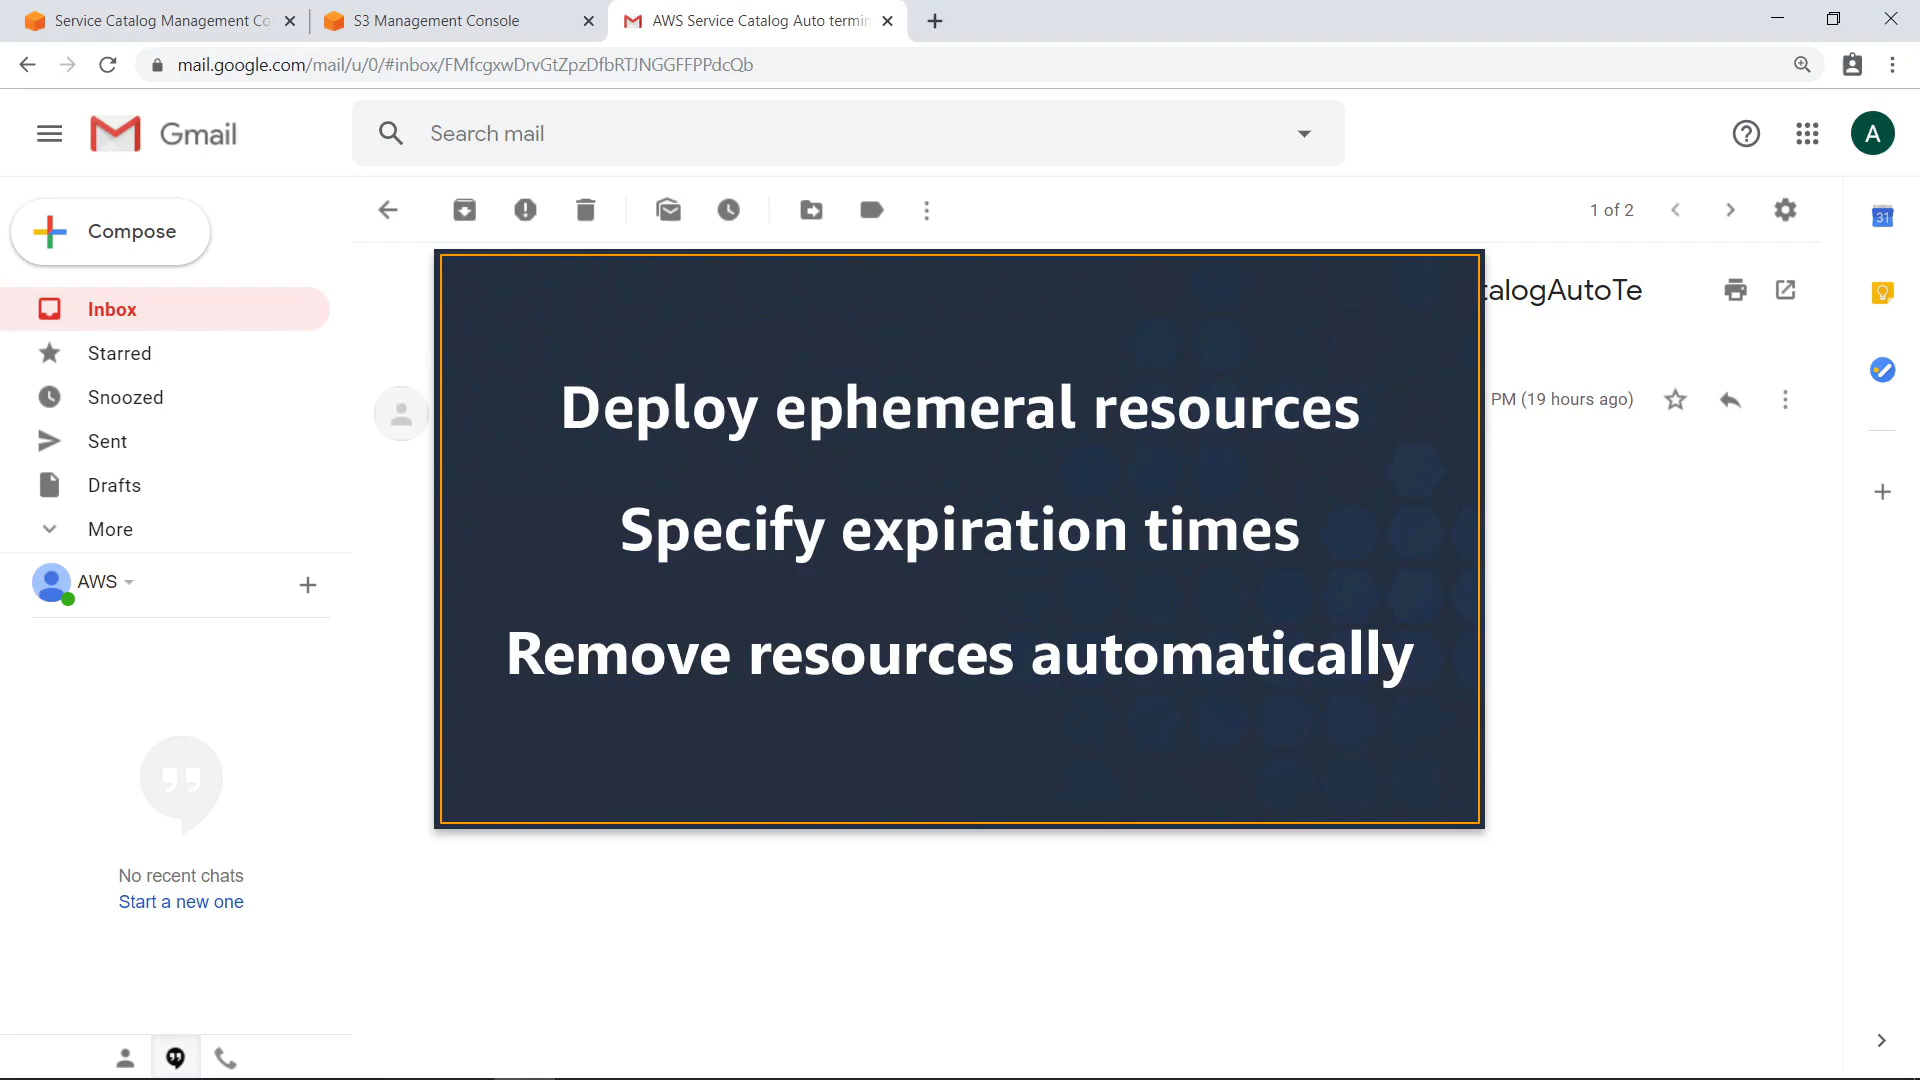 Service Catalog Management Co
S3 Management Console
AWS Service Catalog Auto termin
mail.google.com/mail/u/0/#inbox/FMfcgxwDrvGtZpzDfbRTJNGGFFPPdcQb
Gmail
Search mail
A
Compose
1 of 2
31
Inbox
talogAutoTe
Starred
Snoozed
PM (19 hours ago)
Sent
Drafts
More
AWS
Deploy ephemeral resources
Specify expiration times
Remove resources automatically
No recent chats
Start a new one